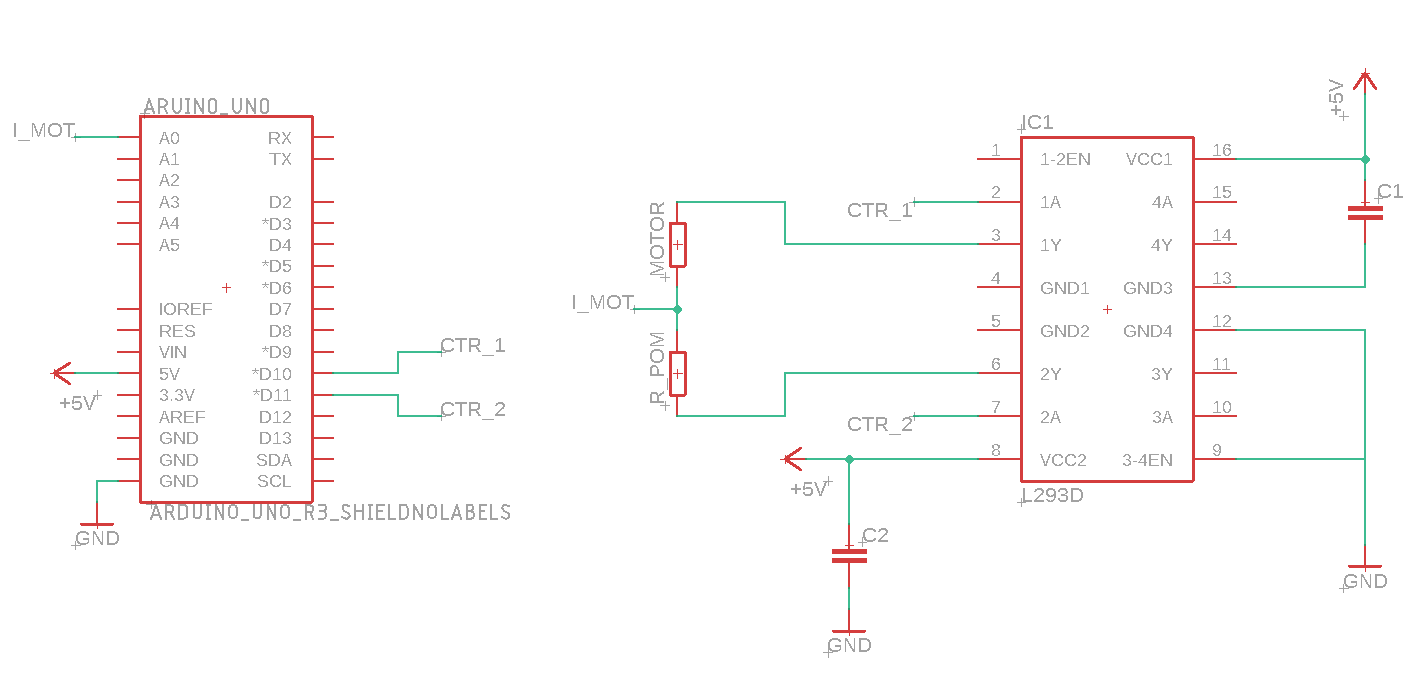 ARUINO_UNO
I_MOT
A0 RX
A1 TX
A2
A3 D2
A4 *D3
A5 D4
*D5
*D6
IOREF D7
RES D8
VIN *D9
5V *D10
3.3V *D11
AREF D12
GND D13
GND SDA
GND SCL
+5V
GND
ARDUINO_UNO_R3_SHIELDNOLABELS
CTR_1
CTR_2
MOTOR
I_MOT
R_POM
CTR_1
CTR_2
+5V
C2
GND
IC1
1 1-2EN VCC1 16
2 1A 4A 15
3 1Y 4Y 14
4 GND1 GND3 13
5 GND2 GND4 12
6 2Y 3Y 11
7 2A 3A 10
8 VCC2 3-4EN 9
L293D
+5V
C1
GND